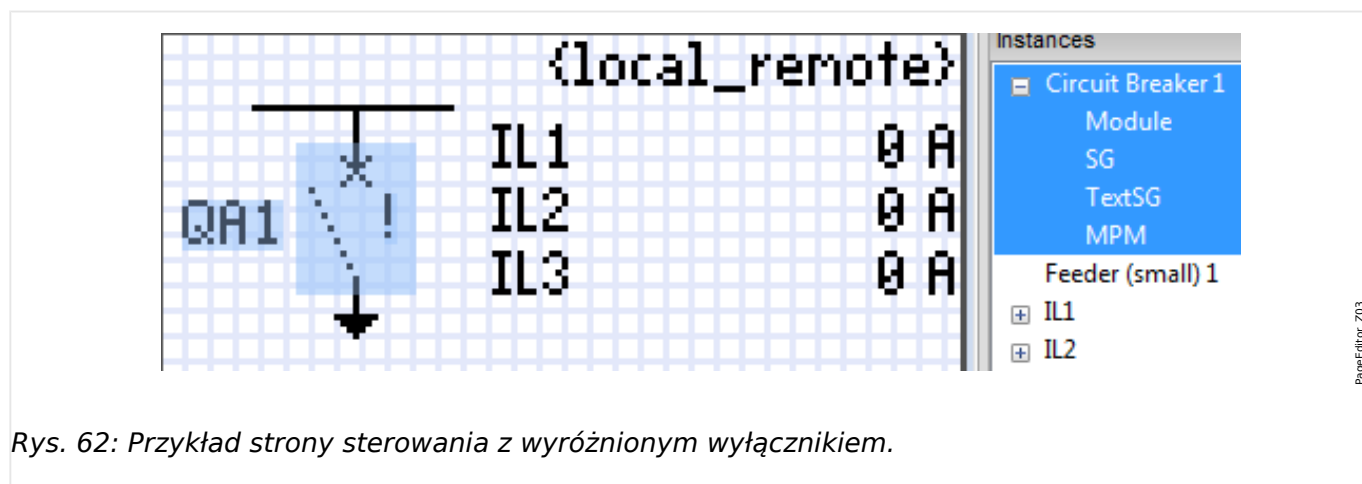 {local_remote}
IL1 0 A
QA1 !
IL2 0 A
IL3 0 A
Instances
Circuit Breaker 1
Module
SG
TextSG
MPM
Feeder (small) 1
IL1
IL2
PageEditor_Z03
Rys. 62: Przykład strony sterowania z wyróżnionym wyłącznikiem.